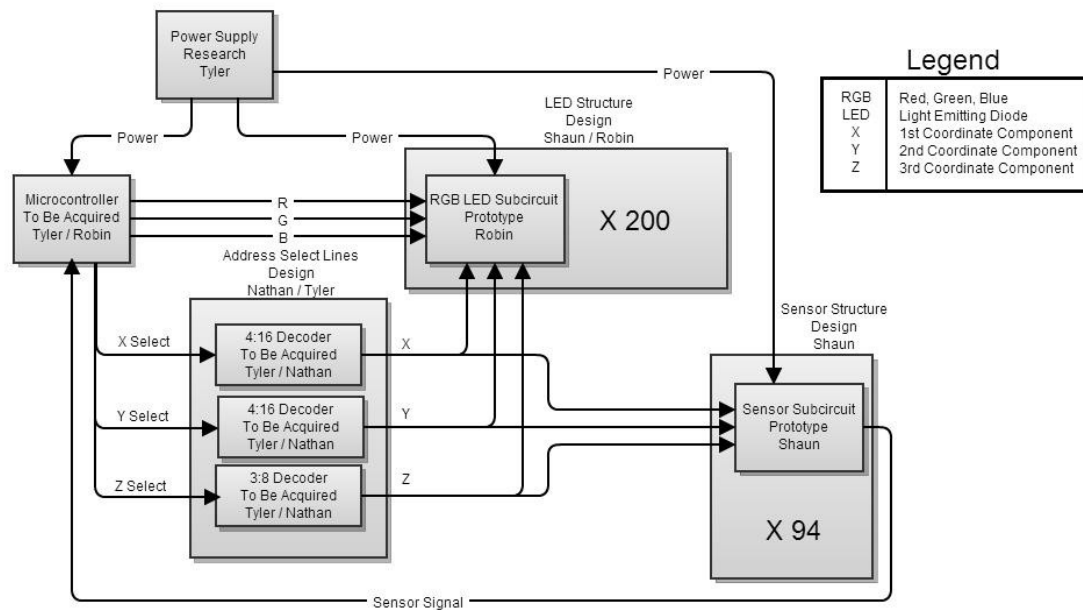 Power Supply
Research
Tyler
Power
Legend
RGB Red, Green, Blue
LED Light Emitting Diode
X 1st Coordinate Component
Y 2nd Coordinate Component
Z 3rd Coordinate Component
LED Structure
Design
Shaun / Robin
Power
Power
Microcontroller
To Be Acquired
Tyler / Robin
R
G
B
RGB LED Subcircuit
Prototype
Robin
X 200
Address Select Lines
Design
Nathan / Tyler
X Select
4:16 Decoder
To Be Acquired
Tyler / Nathan
X
Y Select
4:16 Decoder
To Be Acquired
Tyler / Nathan
Y
Z Select
3:8 Decoder
To Be Acquired
Tyler / Nathan
Z
Sensor Structure
Design
Shaun
Sensor Subcircuit
Prototype
Shaun
X 94
Sensor Signal